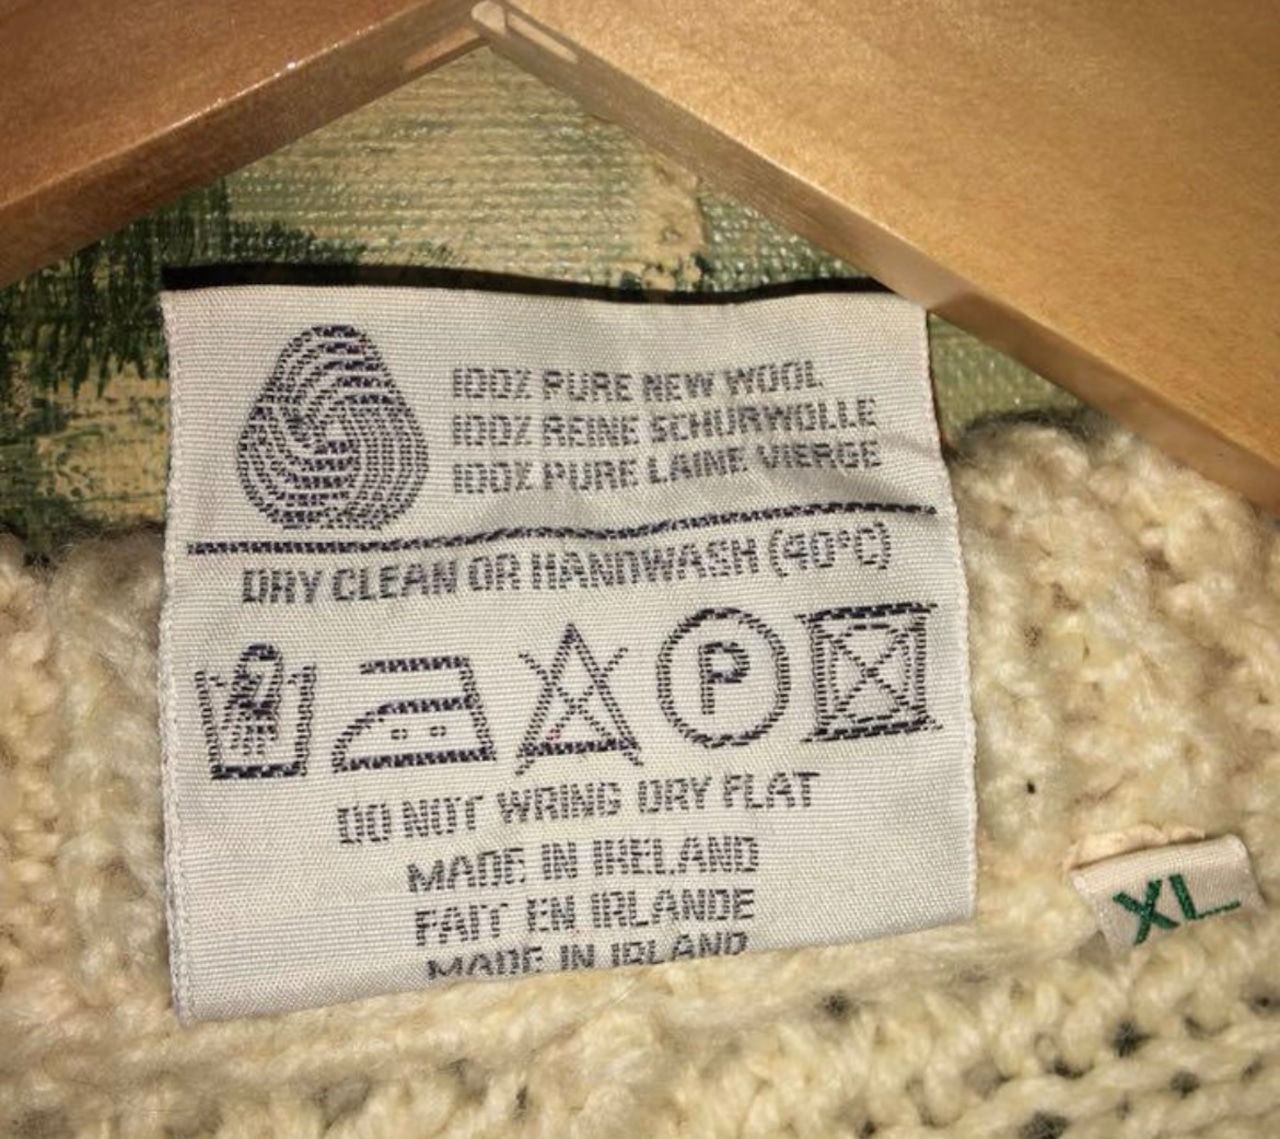 100% PURE NEW WOOL
100% REINE SCHURWOLLE
100% PURE LAINE VIERGE
DRY CLEAN OR HANDWASH (40°C)
P
DO NOT WRING DRY FLAT
MADE IN IRELAND
FAIT EN IRLANDE
MADE IN IRLAND
XL